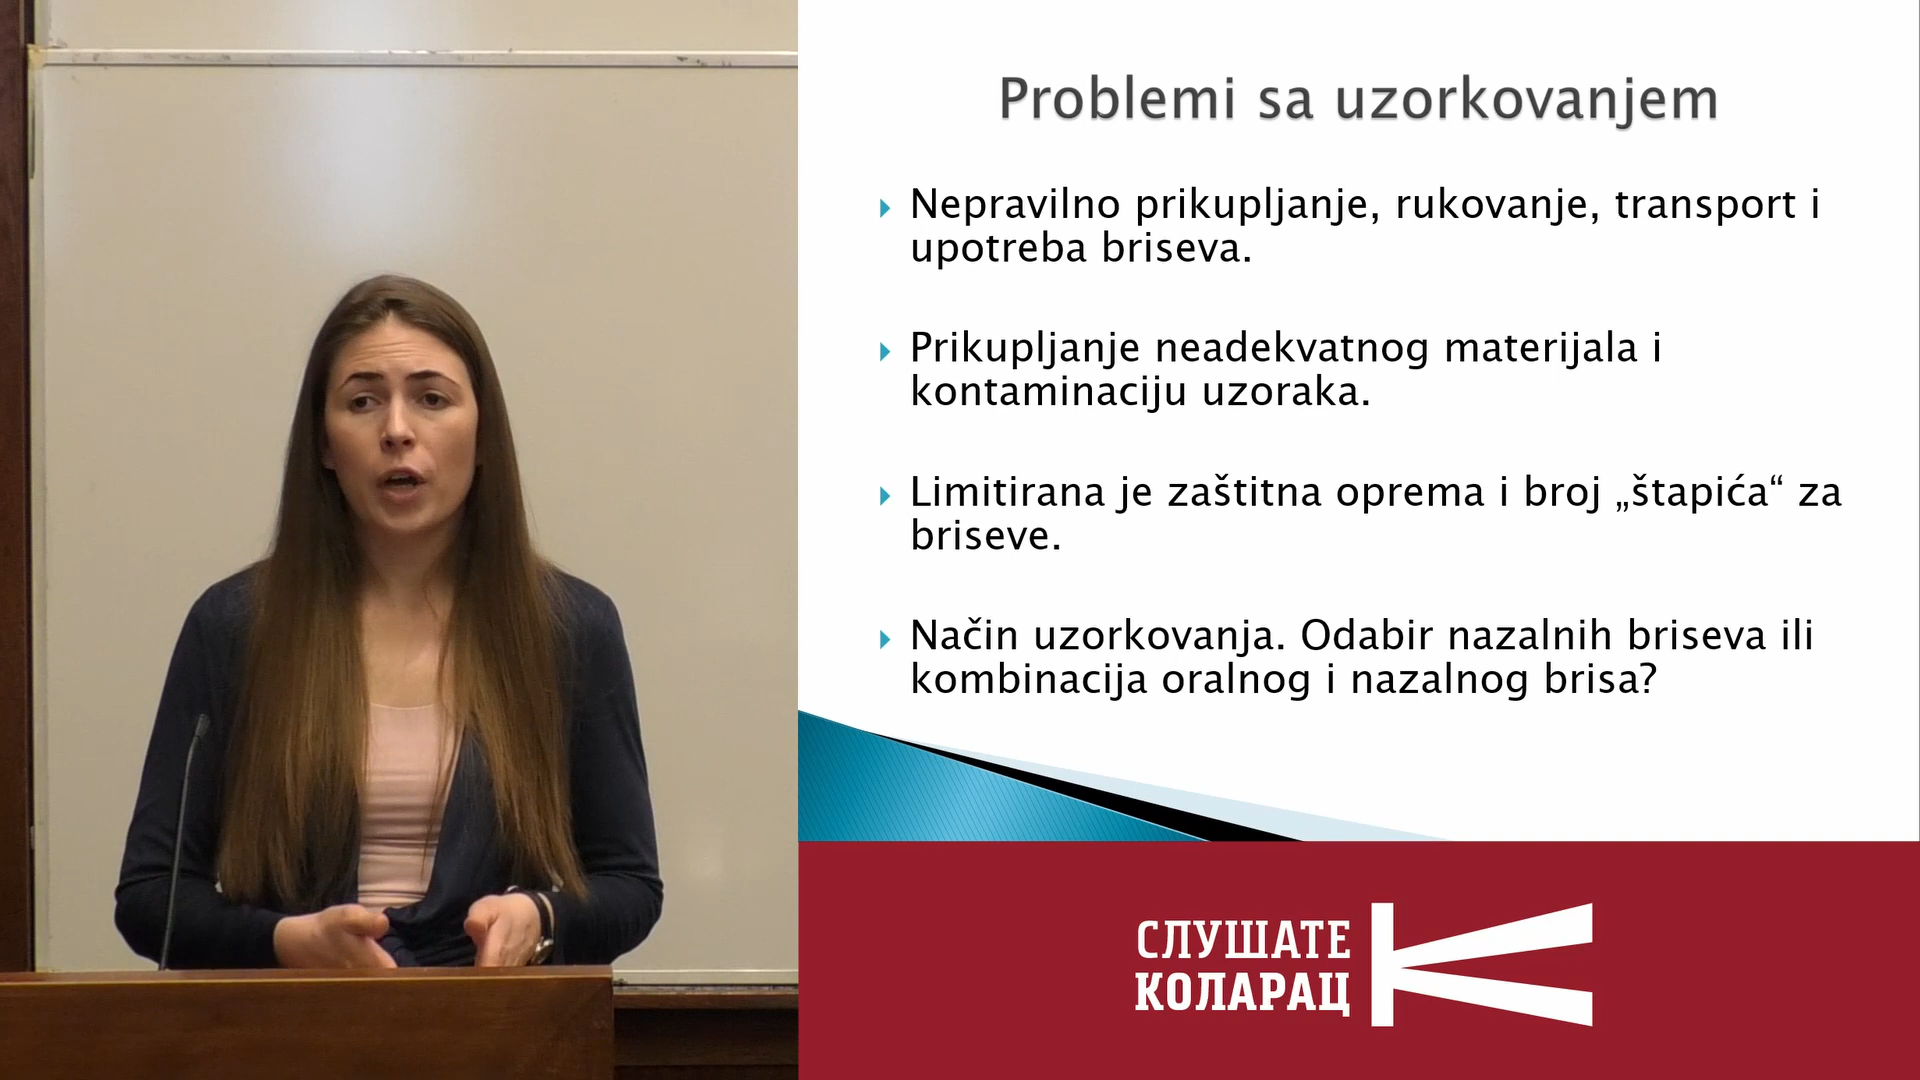 Problemi sa uzorkovanjem
Nepravilno prikupljanje, rukovanje, transport i
upotreba briseva.
Prikupljanje neadekvatnog materijala i
kontaminaciju uzoraka.
Limitirana je zaštitna oprema i broj „štapića“ za
briseve.
Način uzorkovanja. Odabir nazalnih briseva ili
kombinacija oralnog i nazalnog brisa?
СЛУШАТЕ
КОЛАРАЦ